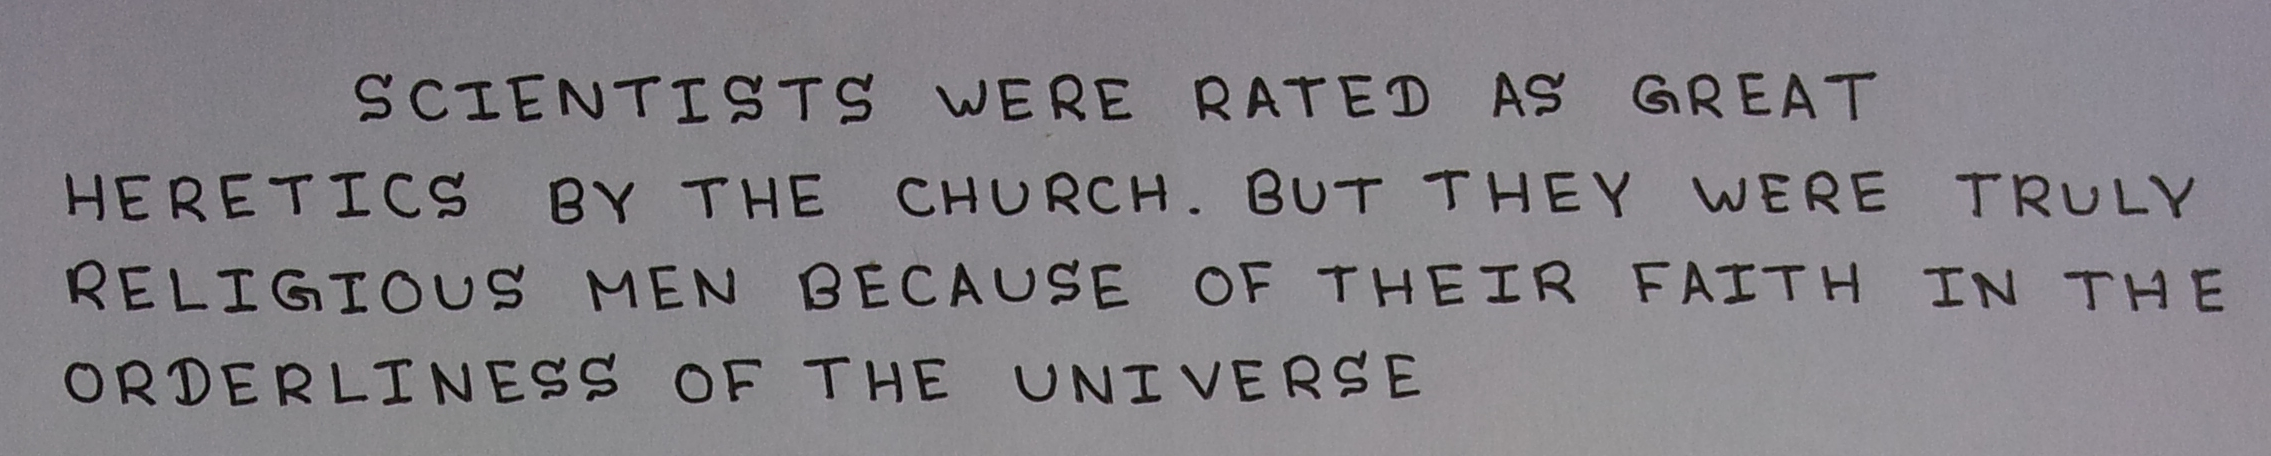 SCIENTISTS WERE RATED AS GREAT
HERETICS BY THE CHURCH. BUT THEY WERE TRULY
RELIGIOUS MEN BECAUSE OF THEIR FAITH IN THE
ORDERLINESS OF THE UNIVERSE